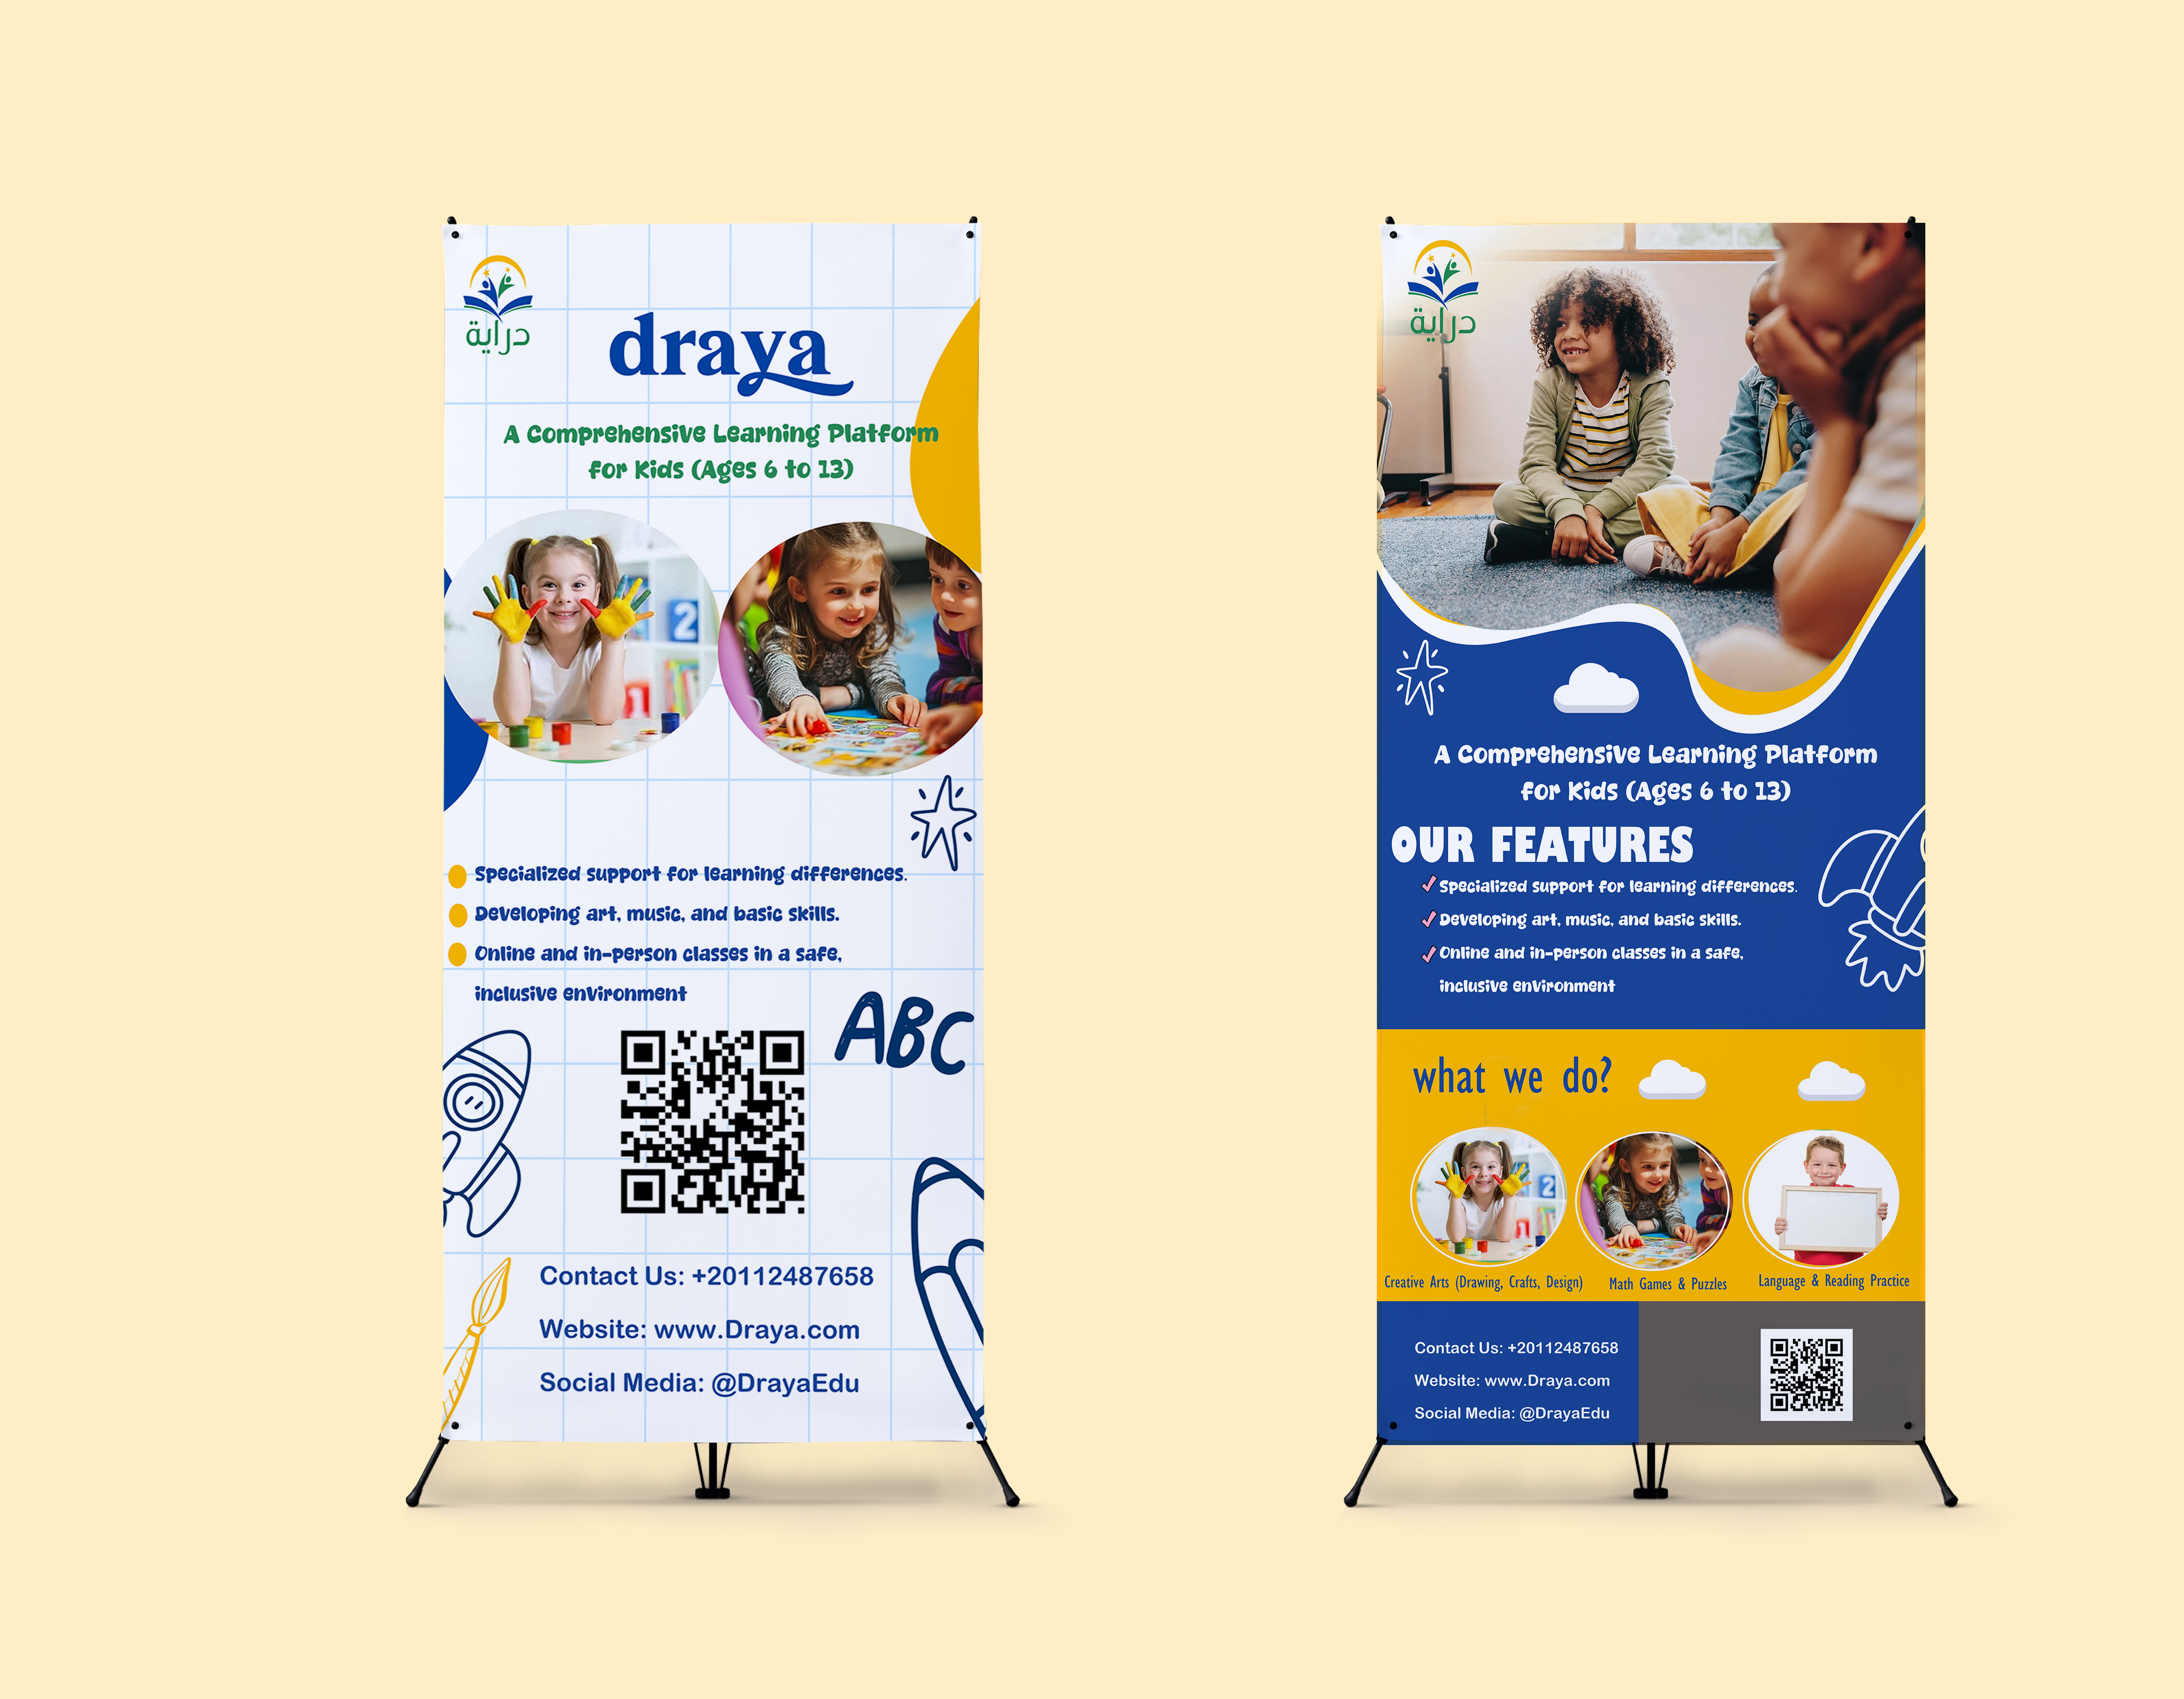 دراية
draya
A Comprehensive Learning Platform
for Kids (Ages 6 to 13)
2
1
Specialized support for learning differences.
Developing art, music, and basic skills.
Online and in-person classes in a safe,
inclusive environment
ABC
Contact Us: +20112487658
Website: www.Draya.com
Social Media: @DrayaEdu
دراية
A Comprehensive Learning Platform
for Kids (Ages 6 to 13)
OUR FEATURES
Specialized support for learning differences.
Developing art, music, and basic skills.
Online and in-person classes in a safe,
inclusive environment
what we do?
2
Creative Arts (Drawing, Crafts, Design)
Math Games & Puzzles
Language & Reading Practice
Contact Us: +20112487658
Website: www.Draya.com
Social Media: @DrayaEdu